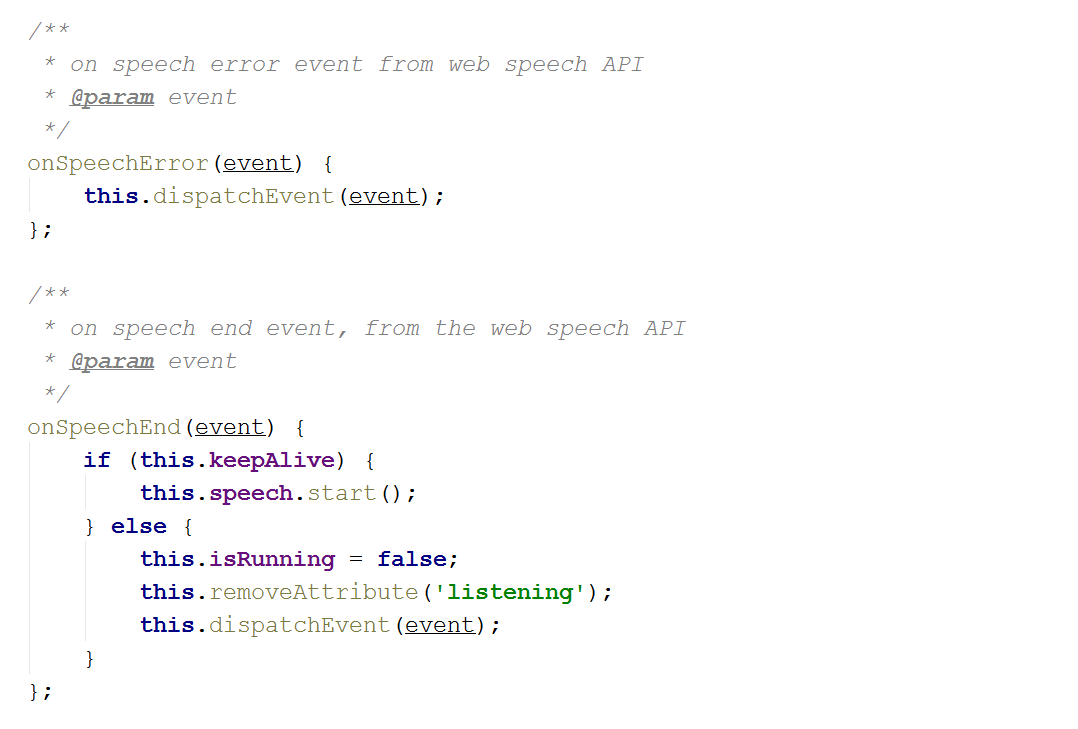 /**
 * on speech error event from web speech API
 * @param event
 */
onSpeechError(event) {
    this.dispatchEvent(event);
};

/**
 * on speech end event, from the web speech API
 * @param event
 */
onSpeechEnd(event) {
    if (this.keepAlive) {
        this.speech.start();
    } else {
        this.isRunning = false;
        this.removeAttribute('listening');
        this.dispatchEvent(event);
    }
};